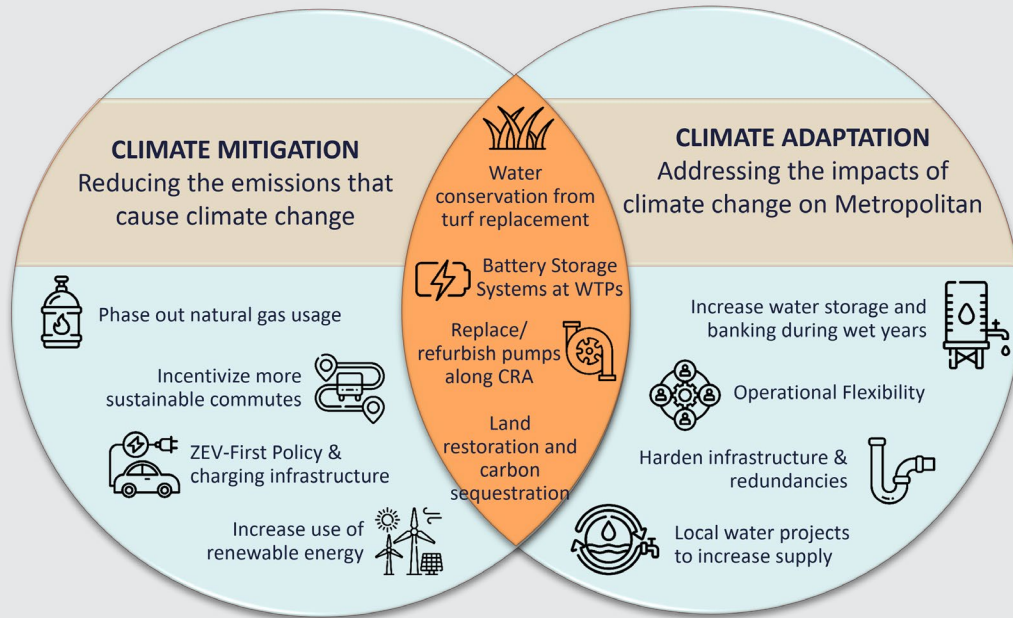 CLIMATE MITIGATION
Reducing the emissions that
cause climate change
Phase out natural gas usage
Incentivize more
sustainable commutes
ZEV-First Policy &
charging infrastructure
Increase use of
renewable energy
Water
conservation from
turf replacement
Battery Storage
Systems at WTPs
Replace/
refurbish pumps
along CRA
Land
restoration and
carbon
sequestration
CLIMATE ADAPTATION
Addressing the impacts of
climate change on Metropolitan
Increase water storage and
banking during wet years
Operational Flexibility
Harden infrastructure &
redundancies
Local water projects
to increase supply